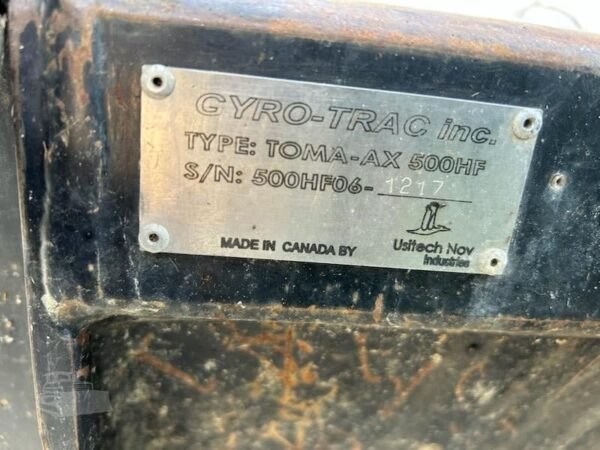 GYRO-TRAC inc.
TYPE: TOMA-AX 500HF
S/N: 500HF06-1217
MADE IN CANADA BY
Usitech Nov
Industries